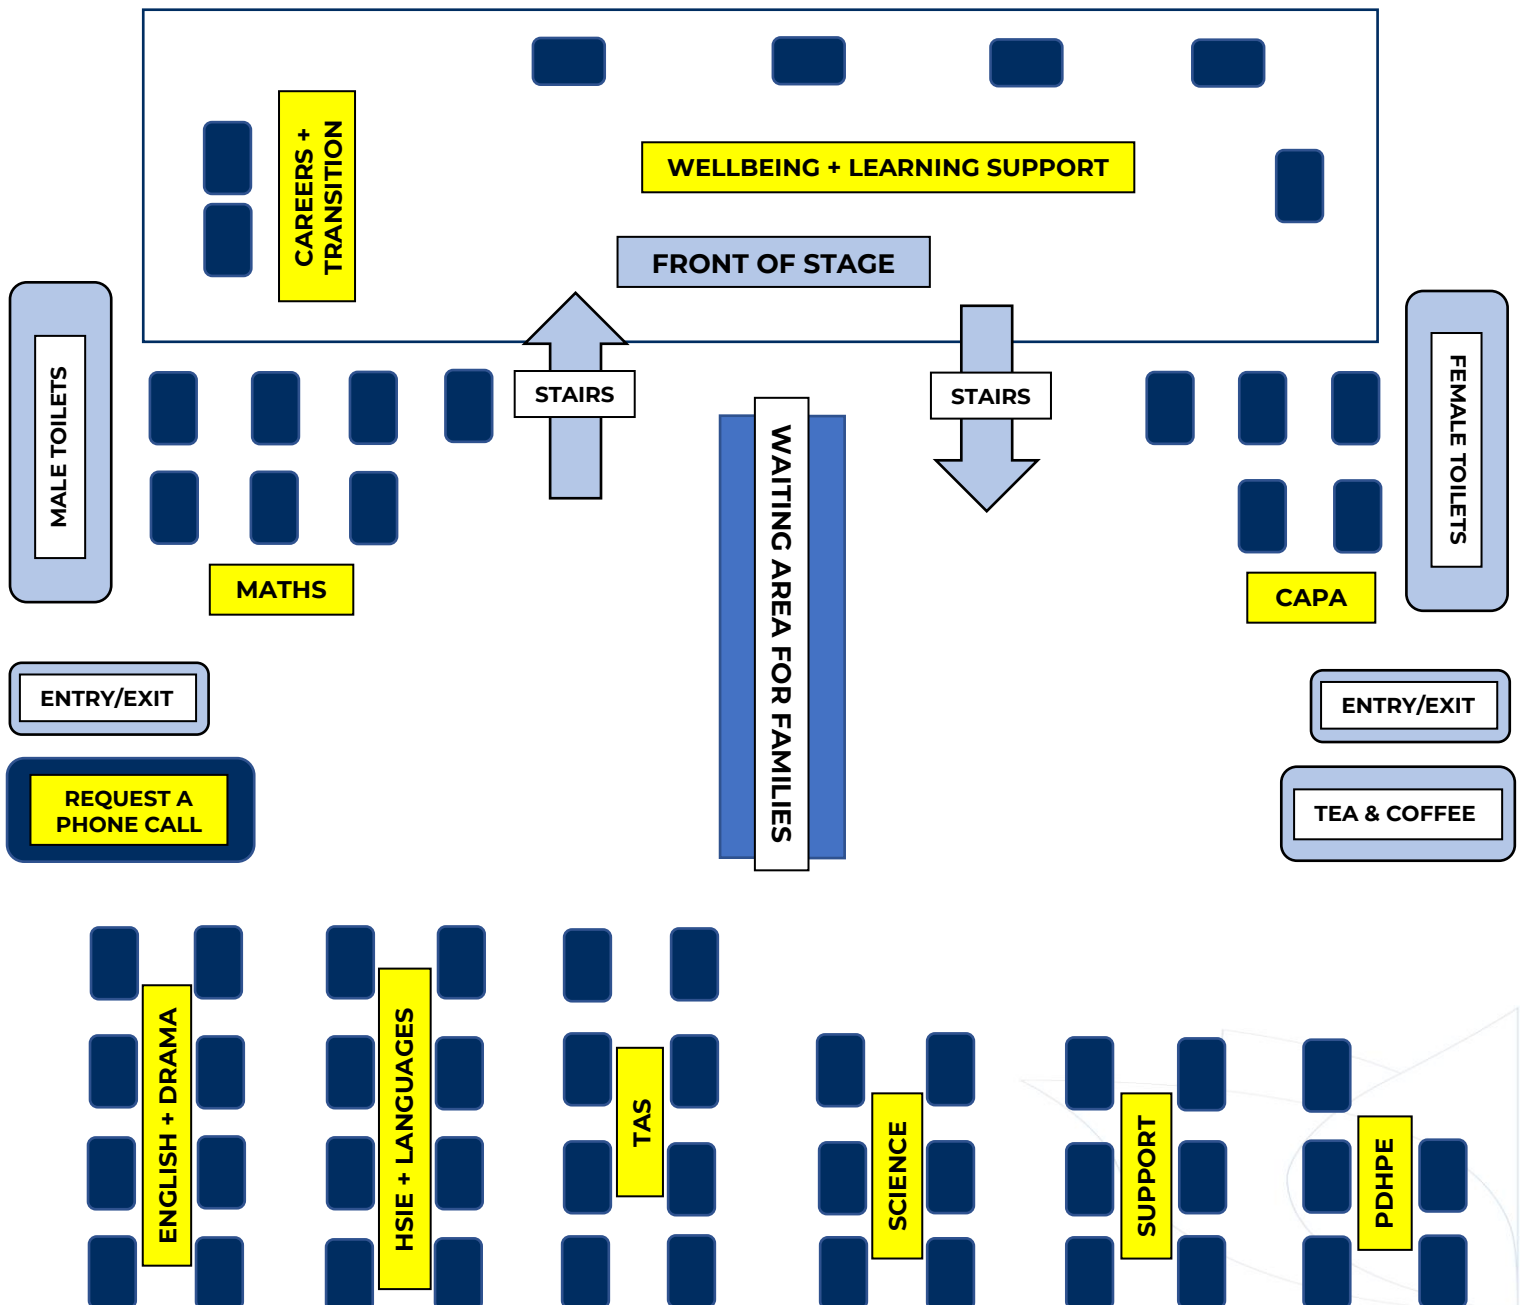 CAREERS +
TRANSITION
WELLBEING + LEARNING SUPPORT
FRONT OF STAGE
MALE TOILETS
STAIRS
STAIRS
FEMALE TOILETS
WAITING AREA FOR FAMILIES
MATHS
CAPA
ENTRY/EXIT
ENTRY/EXIT
REQUEST A
PHONE CALL
TEA & COFFEE
ENGLISH + DRAMA
HSIE + LANGUAGES
TAS
SCIENCE
SUPPORT
PDHPE